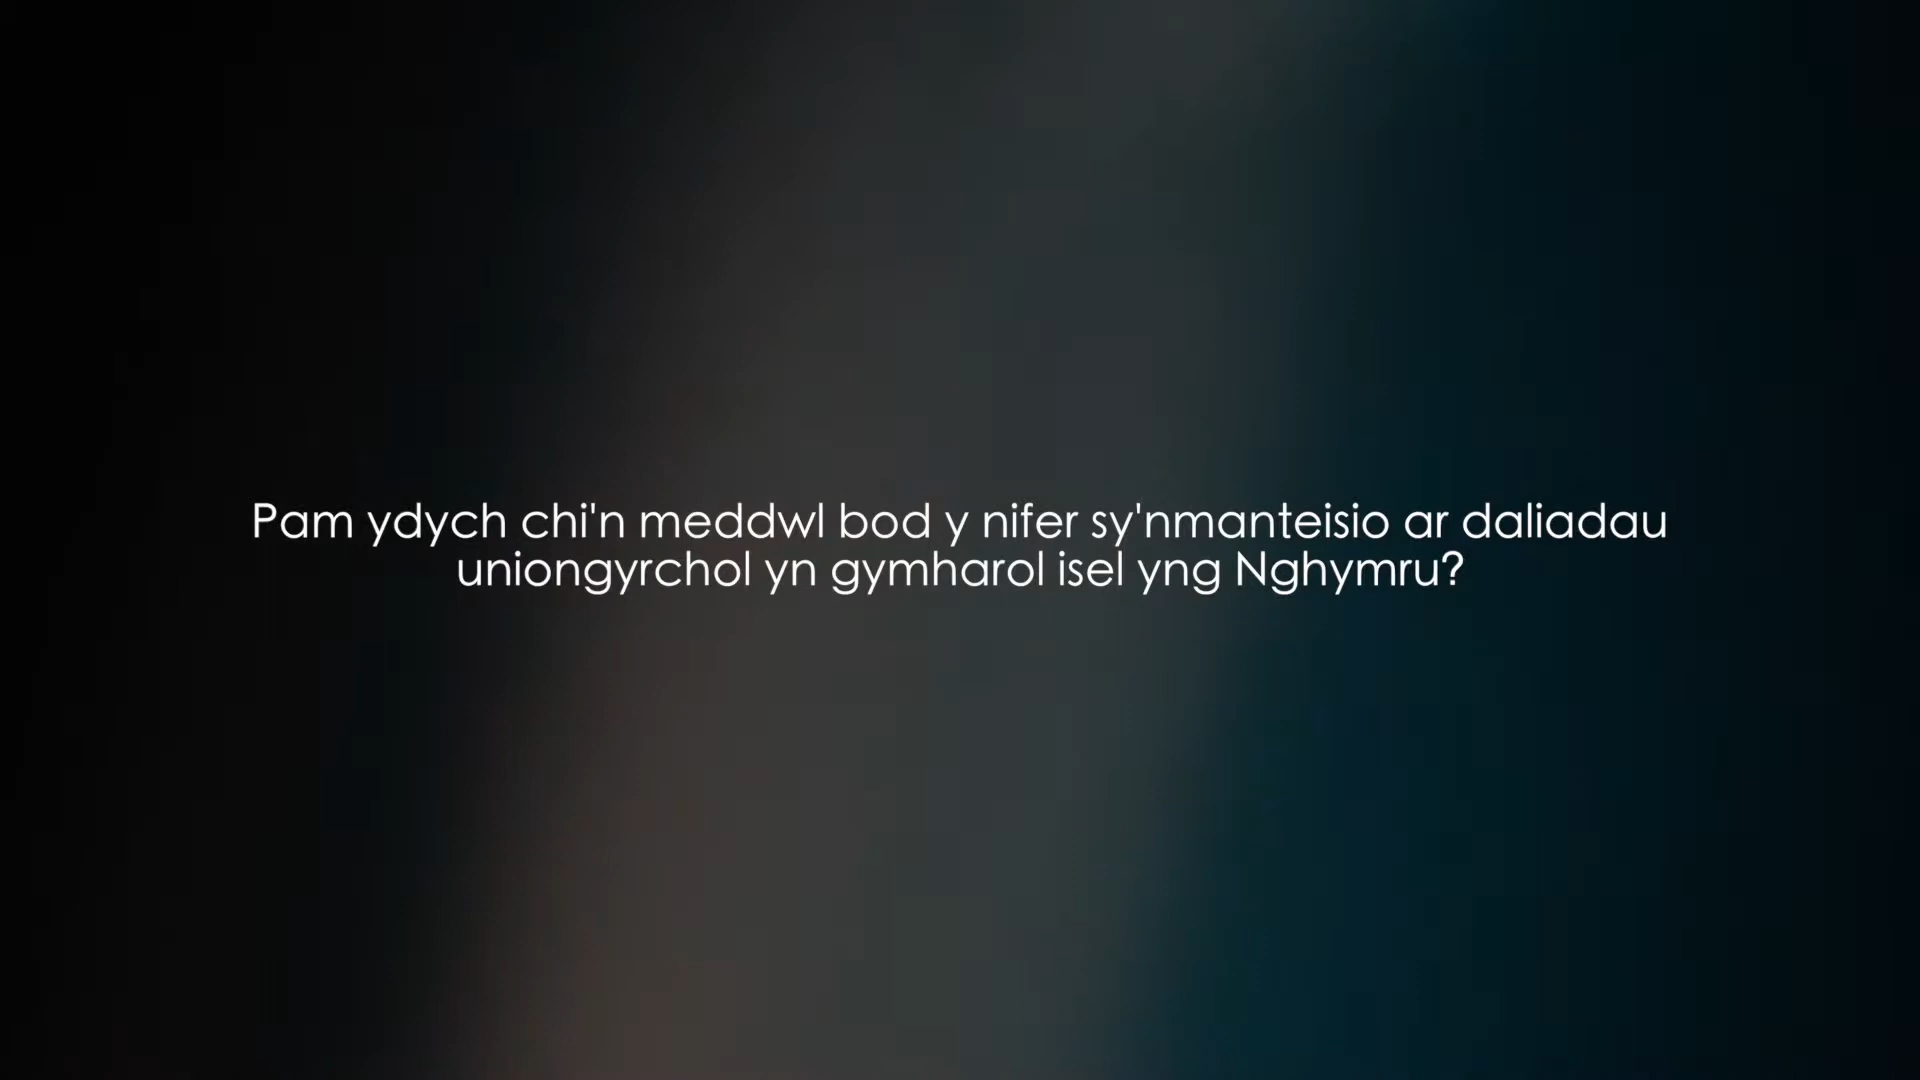 Pam ydych chi'n meddwl bod y nifer sy'nmanteisio ar daliadau
uniongyrchol yn gymharol isel yng Nghymru?